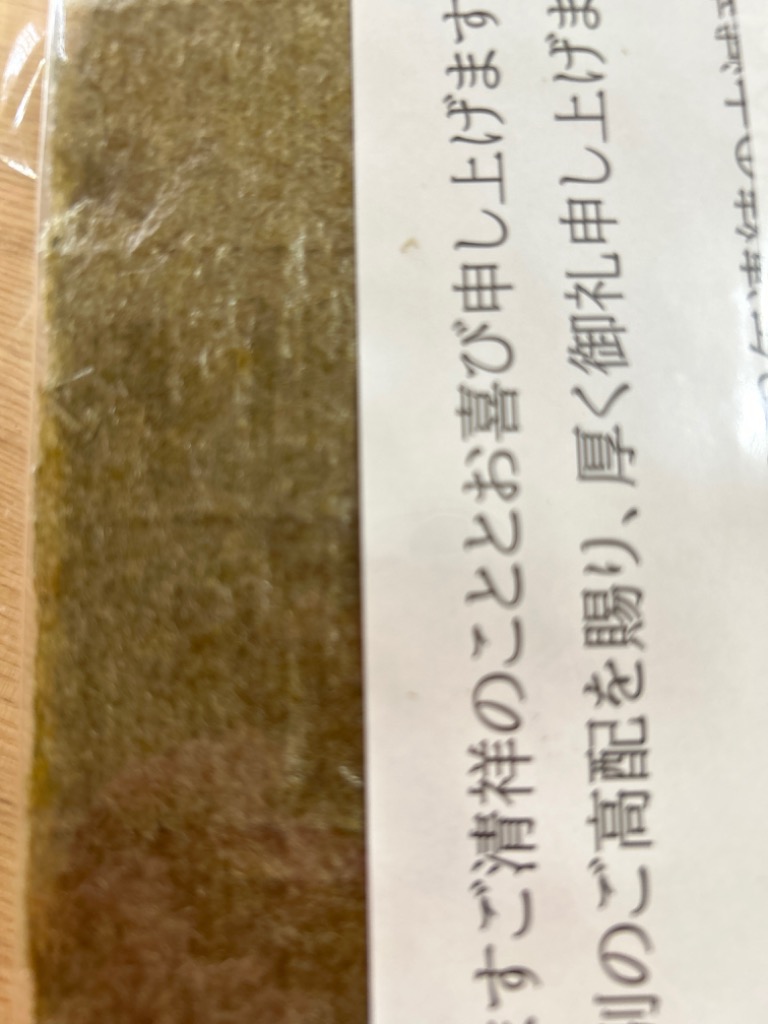 すご清祥のこととお喜び申し上げます
のご高配を賜り、厚く御礼申し上げま